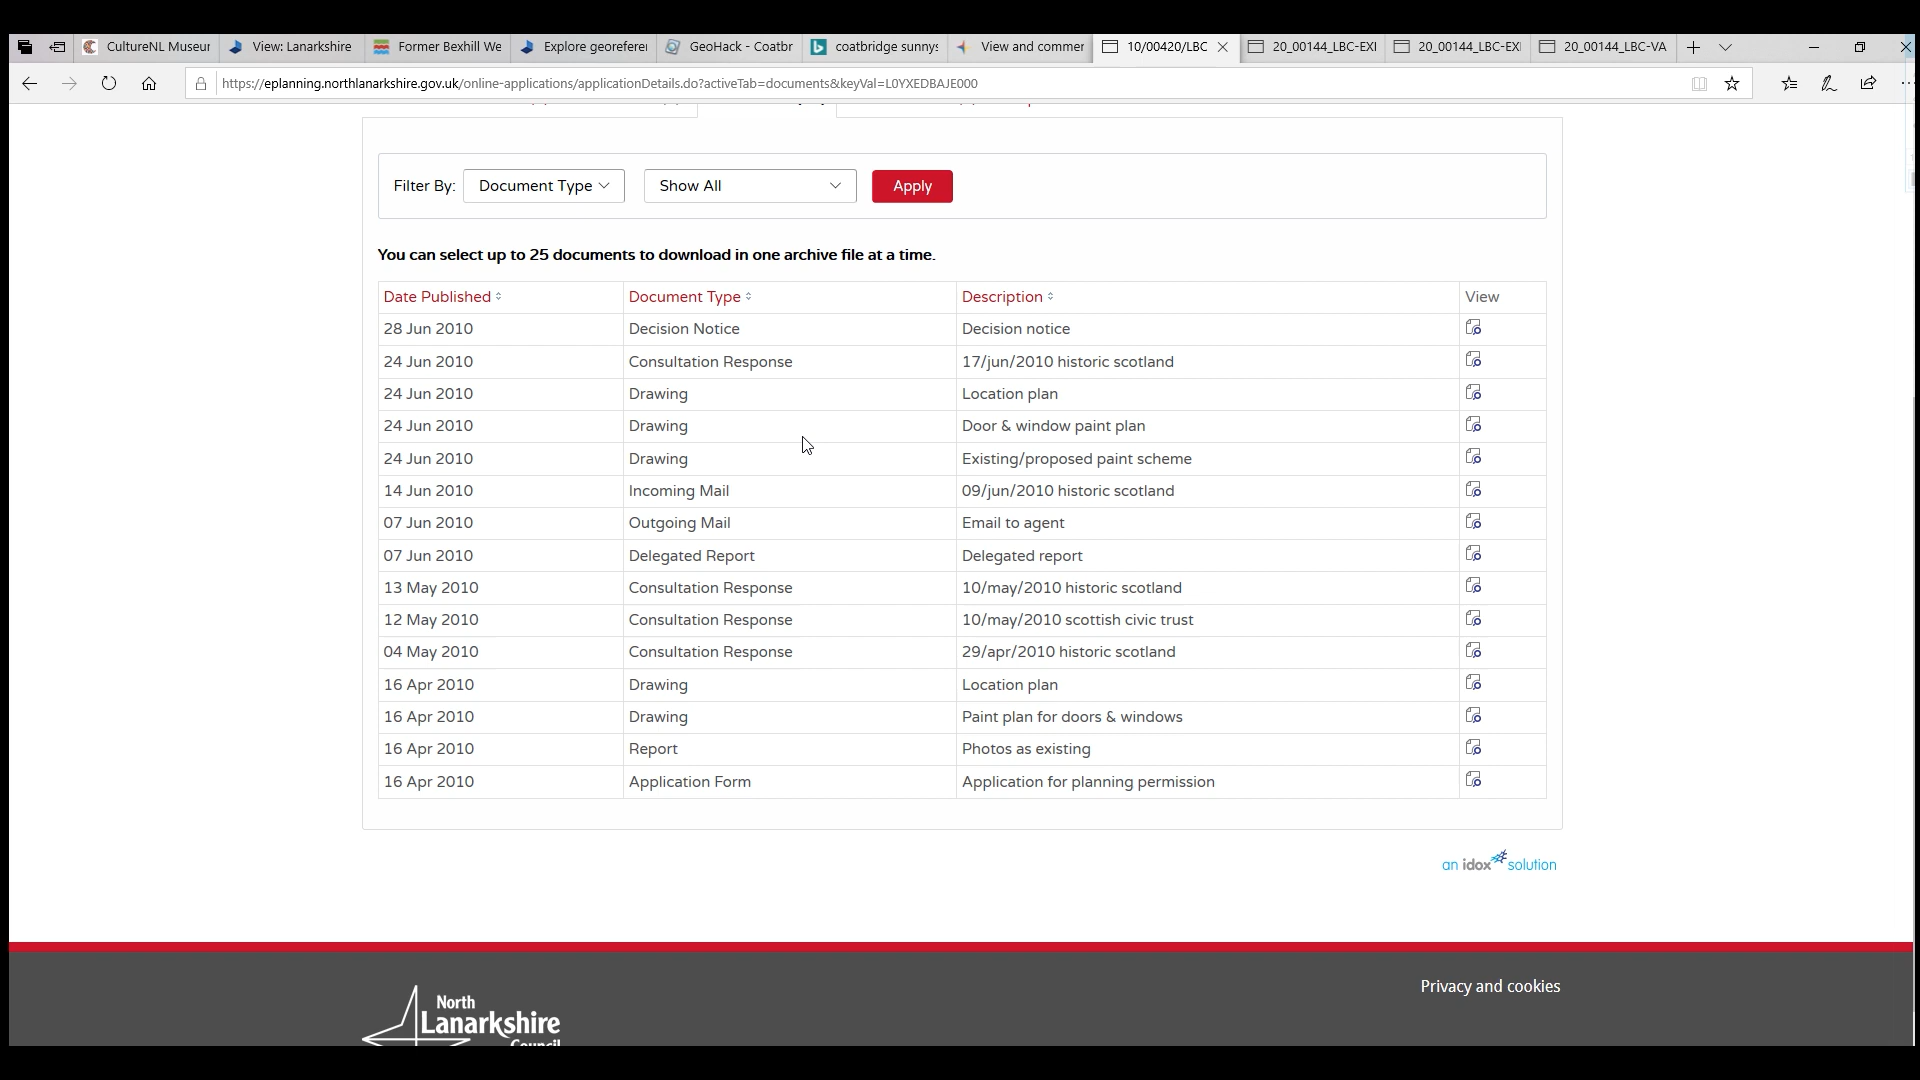 CultureNL Museur View: Lanarkshire Former Bexhill We Explore georeferer GeoHack - Coatbr coatbridge sunnys View and commer 10/00420/LBC 20_00144_LBC-EXI 20_00144_LBC-EXI 20_00144_LBC-VA
https://eplanning.northlanarkshire.gov.uk/online-applications/applicationDetails.do?activeTab=documents&keyVal=L0YXEDBAJE000
Filter By: Document Type Show All Apply
You can select up to 25 documents to download in one archive file at a time.
Date Published Document Type Description View
28 Jun 2010 Decision Notice Decision notice
24 Jun 2010 Consultation Response 17/jun/2010 historic scotland
24 Jun 2010 Drawing Location plan
24 Jun 2010 Drawing Door & window paint plan
24 Jun 2010 Drawing Existing/proposed paint scheme
14 Jun 2010 Incoming Mail 09/jun/2010 historic scotland
07 Jun 2010 Outgoing Mail Email to agent
07 Jun 2010 Delegated Report Delegated report
13 May 2010 Consultation Response 10/may/2010 historic scotland
12 May 2010 Consultation Response 10/may/2010 scottish civic trust
04 May 2010 Consultation Response 29/apr/2010 historic scotland
16 Apr 2010 Drawing Location plan
16 Apr 2010 Drawing Paint plan for doors & windows
16 Apr 2010 Report Photos as existing
16 Apr 2010 Application Form Application for planning permission
an idox solution
Privacy and cookies
North
Lanarkshire
Council